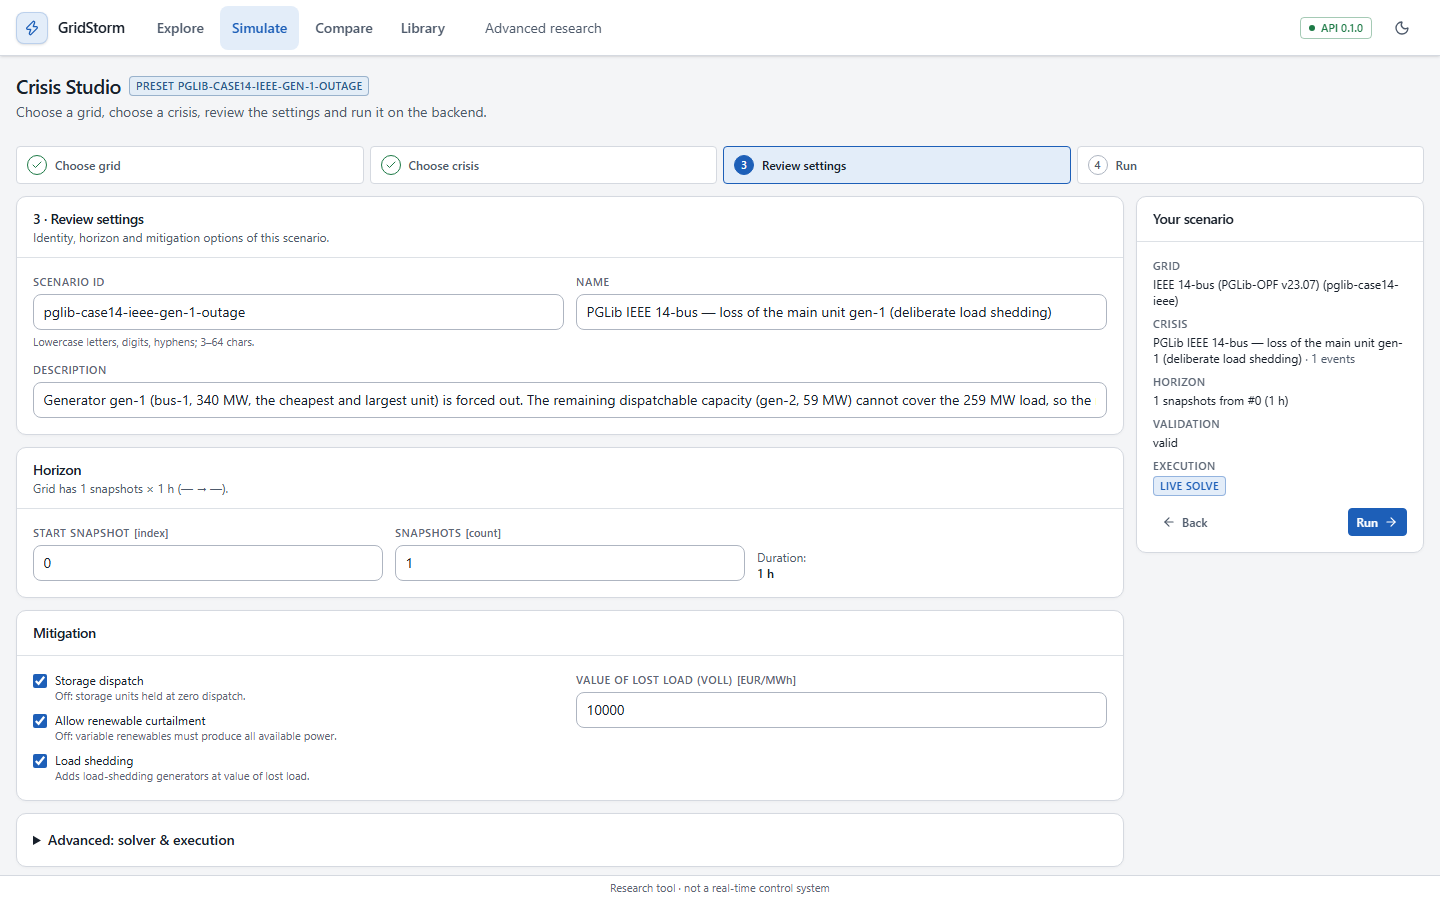 GridStorm
Explore
Simulate
Compare
Library
Advanced research
API 0.1.0
Crisis Studio
PRESET PGLIB-CASE14-IEEE-GEN-1-OUTAGE
Choose a grid, choose a crisis, review the settings and run it on the backend.
Choose grid
Choose crisis
3 Review settings
4 Run
3 · Review settings
Identity, horizon and mitigation options of this scenario.
SCENARIO ID
pglib-case14-ieee-gen-1-outage
Lowercase letters, digits, hyphens; 3–64 chars.
NAME
PGLib IEEE 14-bus — loss of the main unit gen-1 (deliberate load shedding)
DESCRIPTION
Generator gen-1 (bus-1, 340 MW, the cheapest and largest unit) is forced out. The remaining dispatchable capacity (gen-2, 59 MW) cannot cover the 259 MW load, so the
Horizon
Grid has 1 snapshots × 1 h (— → —).
START SNAPSHOT [index]
0
SNAPSHOTS [count]
1
Duration:
1 h
Mitigation
Storage dispatch
Off: storage units held at zero dispatch.
Allow renewable curtailment
Off: variable renewables must produce all available power.
Load shedding
Adds load-shedding generators at value of lost load.
VALUE OF LOST LOAD (VOLL) [EUR/MWh]
10000
Advanced: solver & execution
Your scenario
GRID
IEEE 14-bus (PGLib-OPF v23.07) (pglib-case14-
ieee)
CRISIS
PGLib IEEE 14-bus — loss of the main unit gen-
1 (deliberate load shedding) · 1 events
HORIZON
1 snapshots from #0 (1 h)
VALIDATION
valid
EXECUTION
LIVE SOLVE
← Back
Run →
Research tool · not a real-time control system